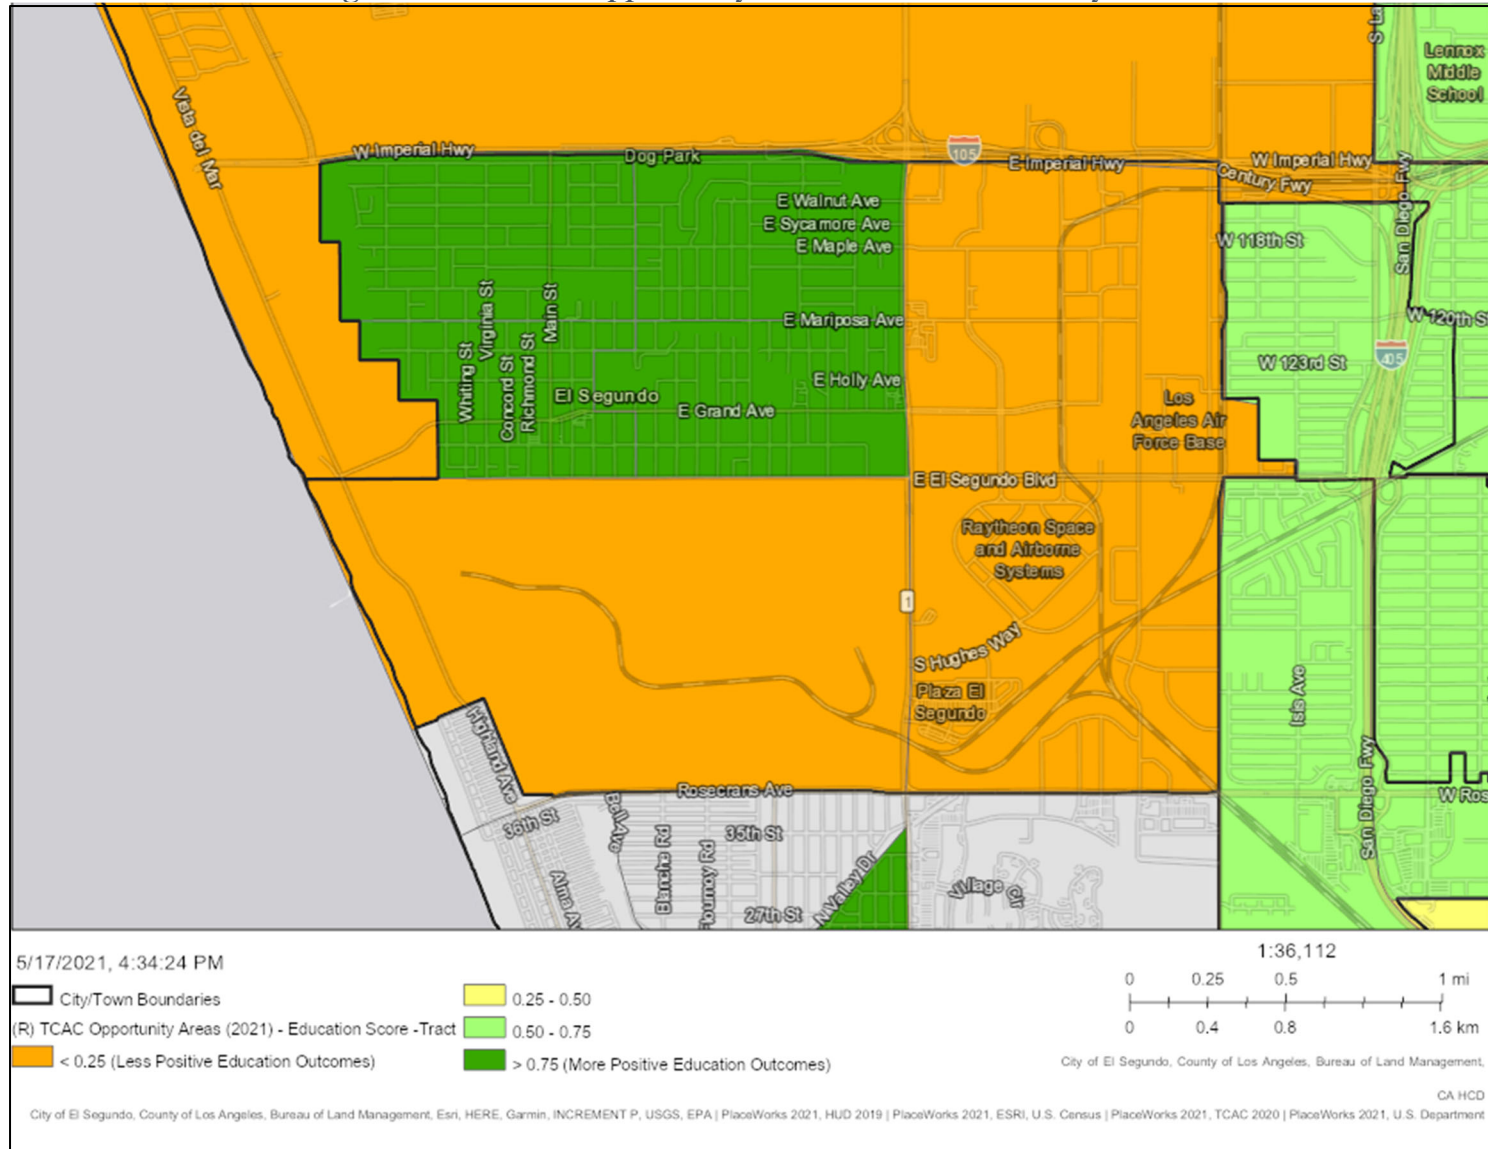 S La
Lennox
Middle
School
Vista del Mar
W Imperial Hwy
Dog Park
105
E Imperial Hwy
W Imperial Hwy
Century Fwy
San Diego Fwy
E Walnut Ave
E Sycamore Ave
E Maple Ave
W 118th St
Virginia St
Main St
E Mariposa Ave
W 120th St
Whiting St
Concord St
Richmond St
405
W 123rd St
E Holly Ave
El Segundo
E Grand Ave
Los
Angeles Air
Force Base
E El Segundo Blvd
Raytheon Space
and Airborne
Systems
1
S Hughes Way
Plaza El
Segundo
Isis Ave
Highland Ave
San Diego Fwy
Rosecrans Ave
W Ros
36th St
Bell Ave
Blanche Rd
Flournoy Rd
35th St
N Valley Dr
Village Cir
Alma Av
27th St
5/17/2021, 4:34:24 PM
City/Town Boundaries
(R) TCAC Opportunity Areas (2021) - Education Score -Tract
< 0.25 (Less Positive Education Outcomes)
0.25 - 0.50
0.50 - 0.75
> 0.75 (More Positive Education Outcomes)
1:36,112
0 0.25 0.5 1 mi
0 0.4 0.8 1.6 km
City of El Segundo, County of Los Angeles, Bureau of Land Management,
CA HCD
City of El Segundo, County of Los Angeles, Bureau of Land Management, Esri, HERE, Garmin, INCREMENT P, USGS, EPA | PlaceWorks 2021, HUD 2019 | PlaceWorks 2021, ESRI, U.S. Census | PlaceWorks 2021, TCAC 2020 | PlaceWorks 2021, U.S. Department